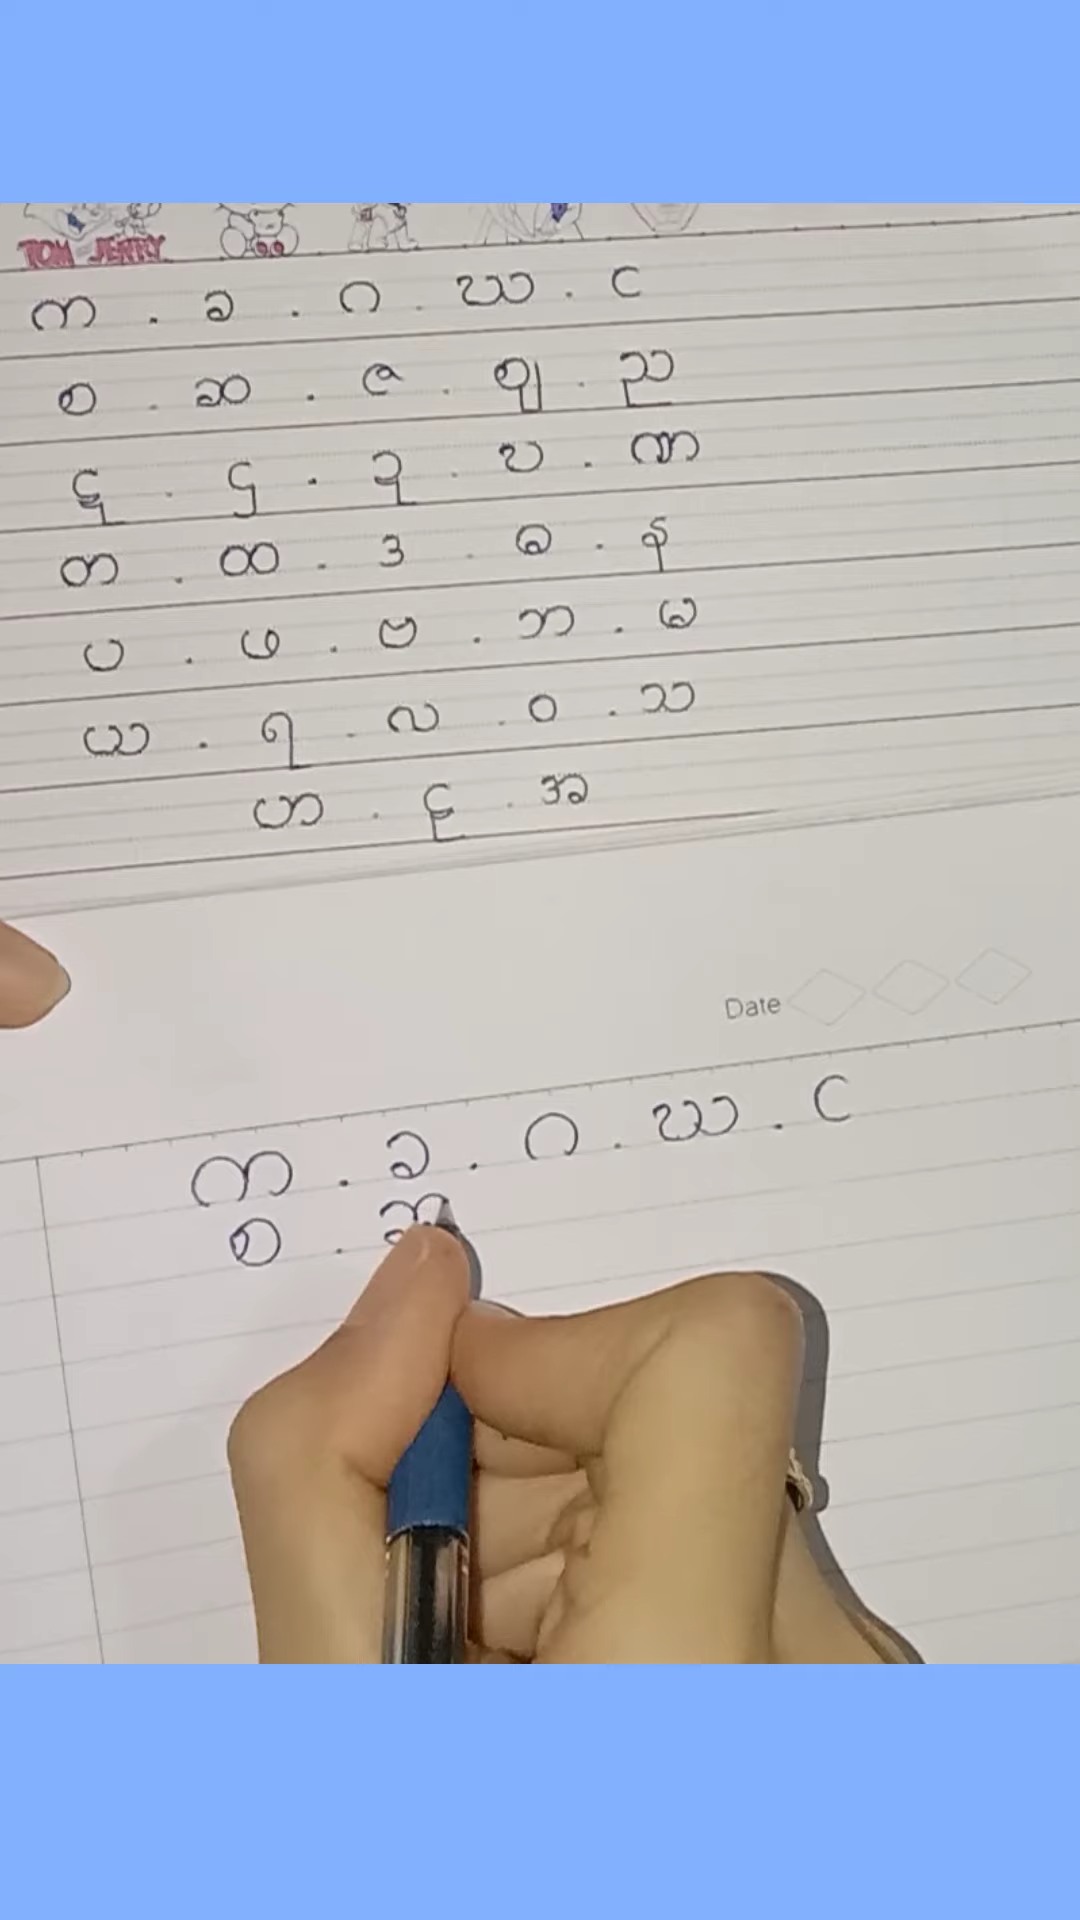 TOM AND JERRY
က . ခ . ဂ . ဃ . င
စ . ဆ . ဇ . ဈ . ည
ဋ . ဌ . ဍ . ဎ . ဏ
တ . ထ . ဒ . ဓ . န
ပ . ဖ . ဗ . ဘ . မ
ယ . ရ . လ . ဝ . သ
ဟ . ဠ . အ
Date
က . ခ . ဂ . ဃ . င
စ .